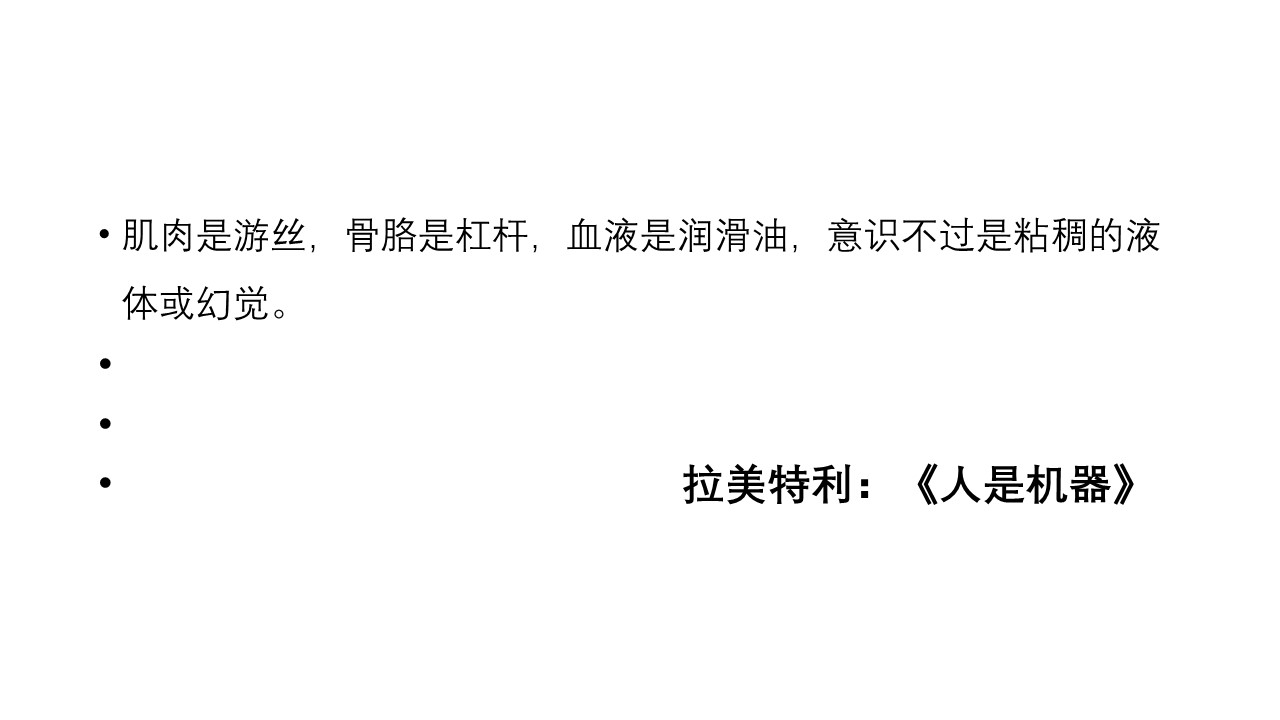 • 肌肉是游丝，骨胳是杠杆，血液是润滑油，意识不过是粘稠的液
体或幻觉。
•
•
• 拉美特利：《人是机器》